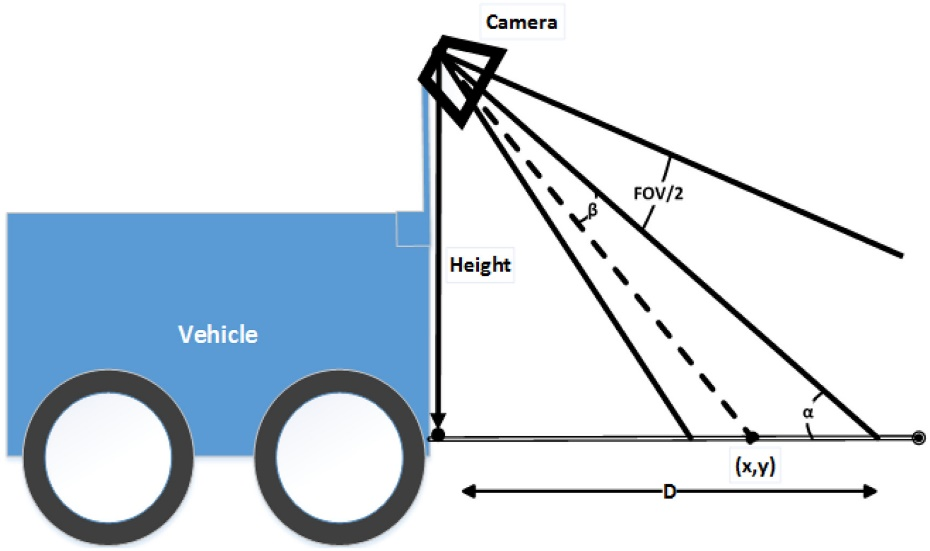 Camera
FOV/2
β
Height
Vehicle
α
(x,y)
D